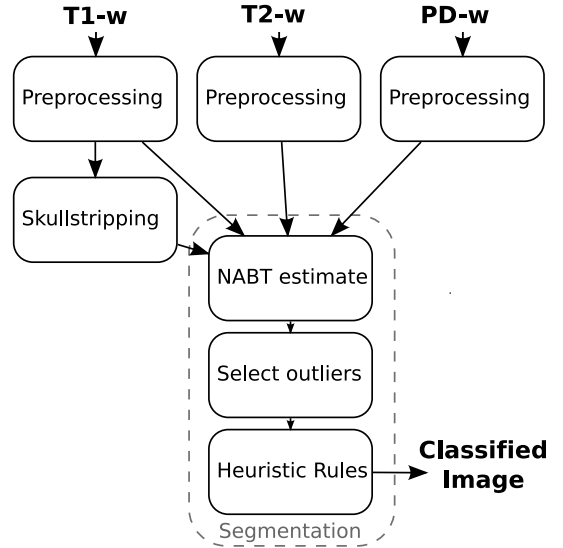 T1-w T2-w PD-w
Preprocessing Preprocessing Preprocessing
Skullstripping
NABT estimate
Select outliers
Heuristic Rules
Classified
Image
Segmentation